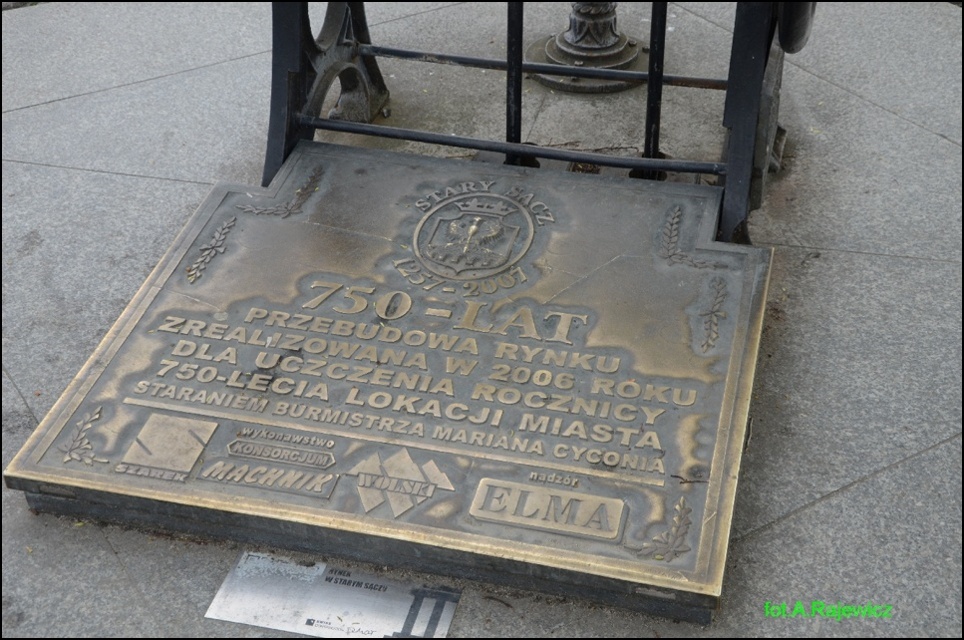 STARY SĄCZ
1257-2007
750-LAT
PRZEBUDOWA RYNKU
ZREALIZOWANA W 2006 ROKU
DLA UCZCZENIA ROCZNICY
750-LECIA LOKACJI MIASTA
STARANIEM BURMISTRZA MARIANA CYCONIA
wykonawstwo
KONSORCJUM
SZAREK
MACHNIK
WOLSKI
nadzór
ELMA
RYNEK
W STARYM SĄCZU
fot.A.Rajewicz